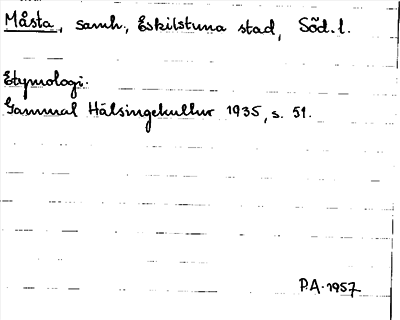 Måsta, samh., Eskilstuna stad, Söd. l.
Etymologi.
Gammal Hälsingekultur 1935, s. 51.
P.A. 1957